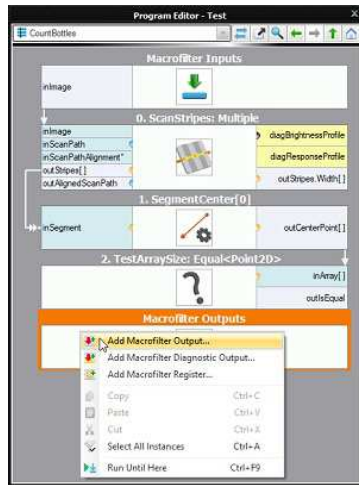 Program Editor - Test
CountBottles
Macrofilter Inputs
inImage
0. ScanStripes: Multiple
inImage
inScanPath
inScanPathAlignment*
outStripes[]
outAlignedScanPath
diagBrightnessProfile
diagResponseProfile
outStripes.Width[]
1. SegmentCenter[0]
inSegment
outCenterPoint[]
2. TestArraySize: Equal<Point2D>
inArray[]
outIsEqual
Macrofilter Outputs
Add Macrofilter Output...
Add Macrofilter Diagnostic Output...
Add Macrofilter Register...
Copy Ctrl+C
Paste Ctrl+V
Cut Ctrl+X
Select All Instances Ctrl+A
Run Until Here Ctrl+F9